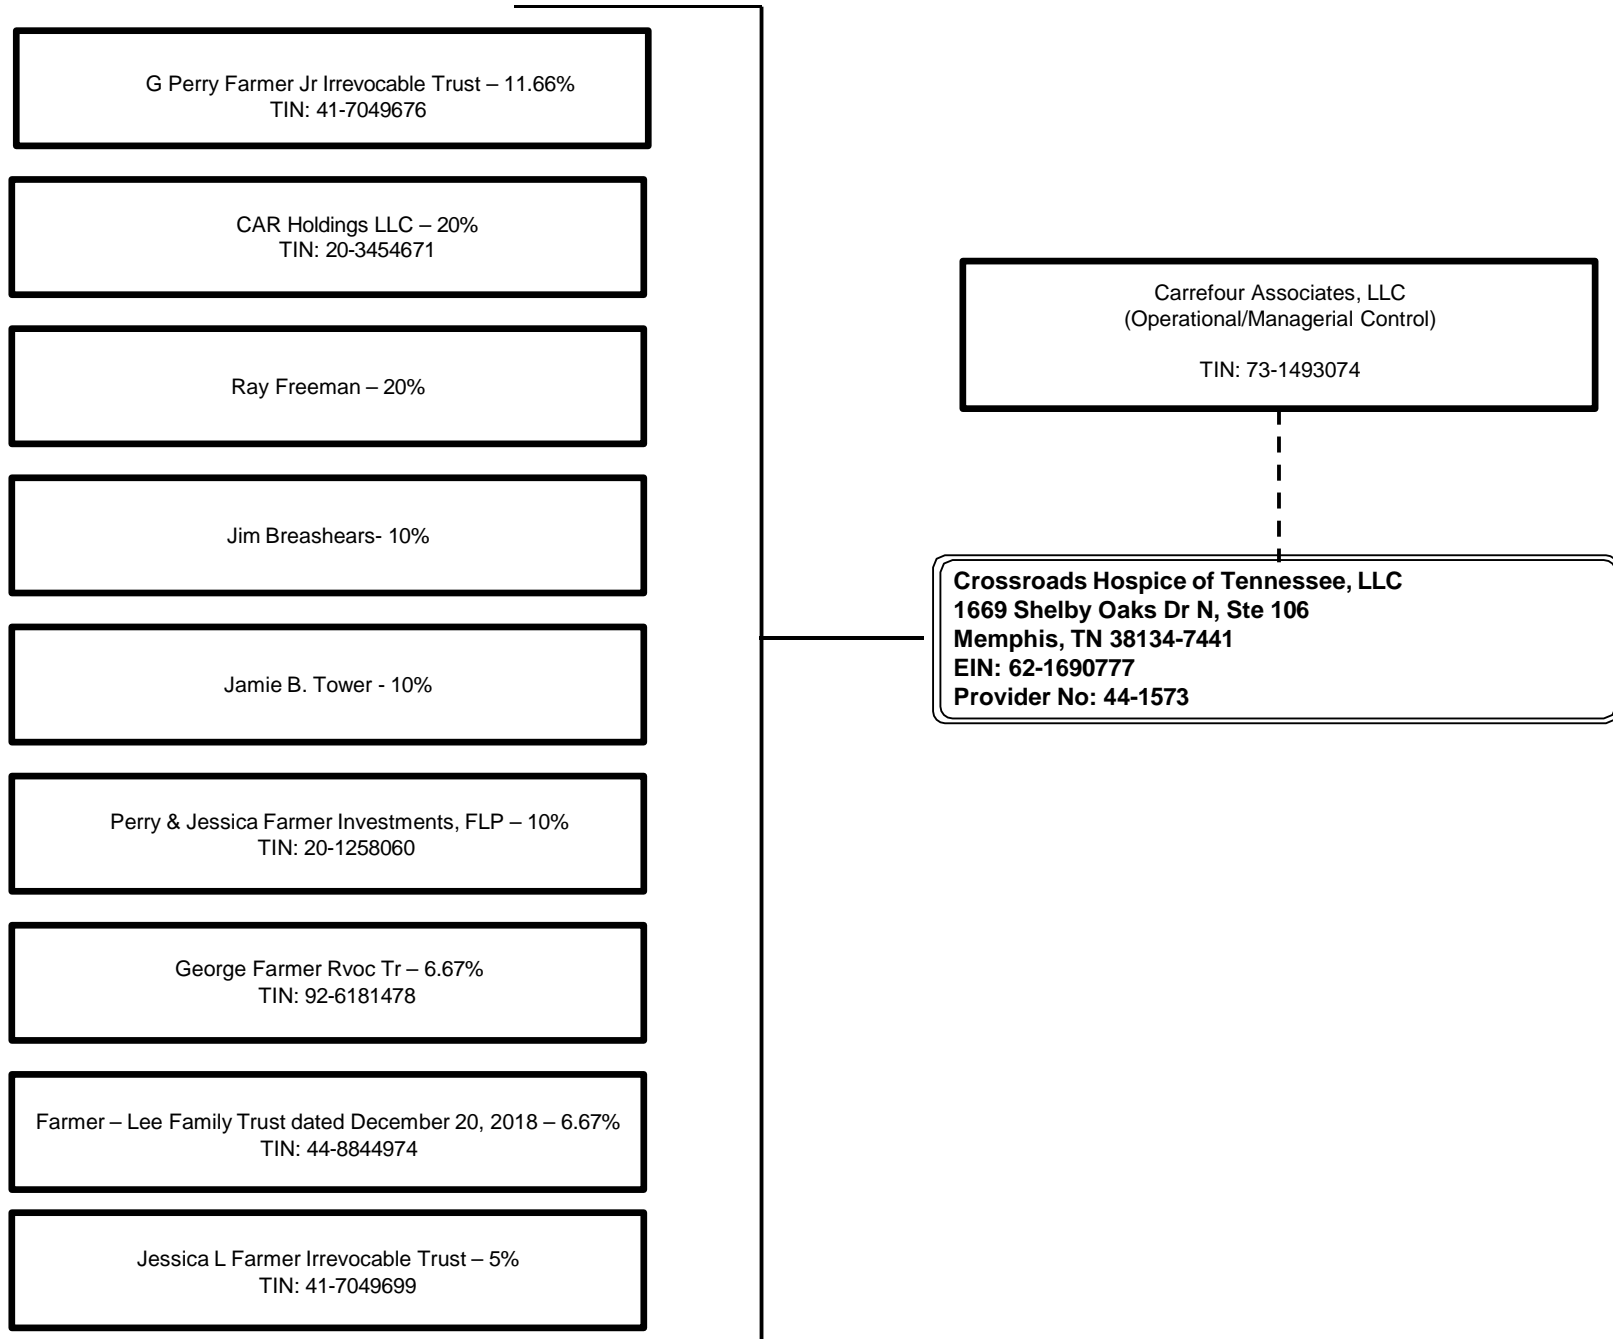 G Perry Farmer Jr Irrevocable Trust – 11.66%
TIN: 41-7049676
CAR Holdings LLC – 20%
TIN: 20-3454671
Ray Freeman – 20%
Jim Breashears- 10%
Jamie B. Tower - 10%
Perry & Jessica Farmer Investments, FLP – 10%
TIN: 20-1258060
George Farmer Rvoc Tr – 6.67%
TIN: 92-6181478
Farmer – Lee Family Trust dated December 20, 2018 – 6.67%
TIN: 44-8844974
Jessica L Farmer Irrevocable Trust – 5%
TIN: 41-7049699
Carrefour Associates, LLC
(Operational/Managerial Control)
TIN: 73-1493074
Crossroads Hospice of Tennessee, LLC
1669 Shelby Oaks Dr N, Ste 106
Memphis, TN 38134-7441
EIN: 62-1690777
Provider No: 44-1573